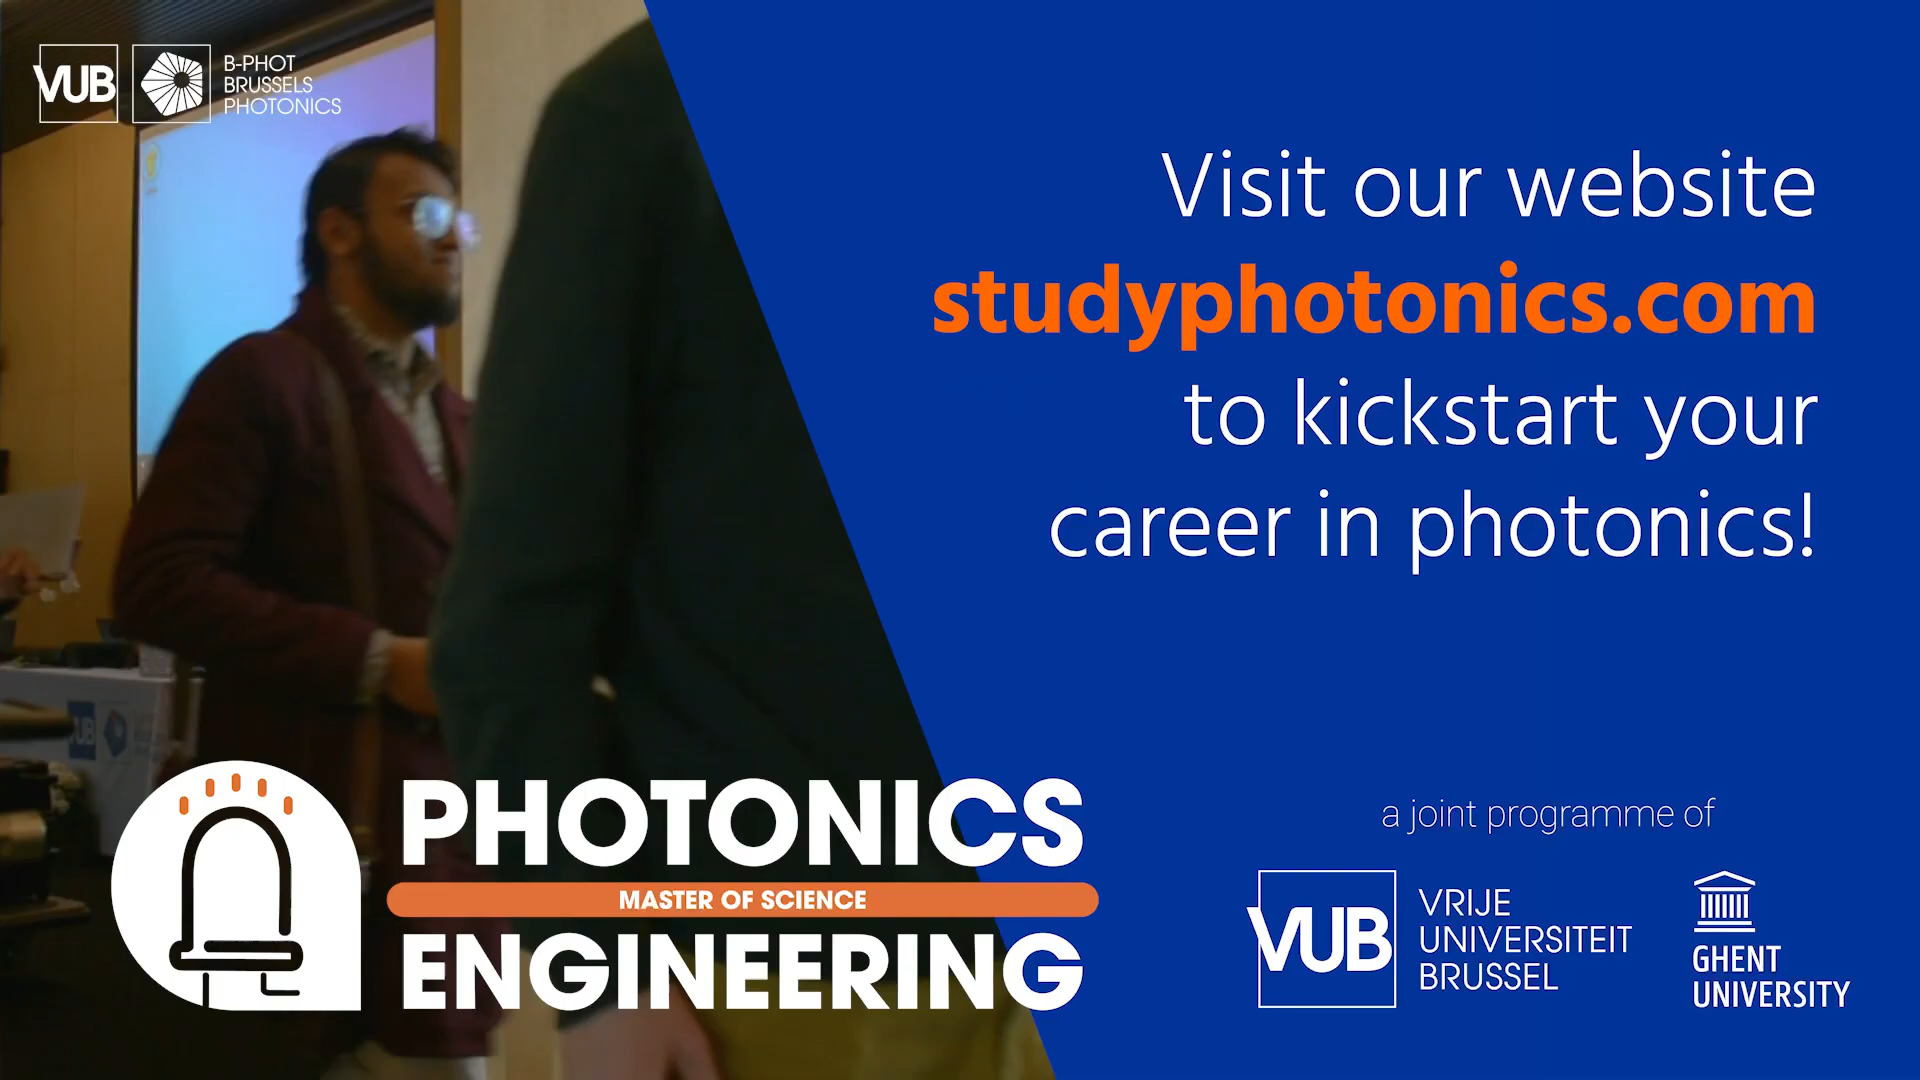 VUB
B-PHOT
BRUSSELS
PHOTONICS
Visit our website
studyphotonics.com
to kickstart your
career in photonics!
VUB
PHOTONICS
MASTER OF SCIENCE
ENGINEERING
a joint programme of
VUB
VRIJE
UNIVERSITEIT
BRUSSEL
GHENT
UNIVERSITY